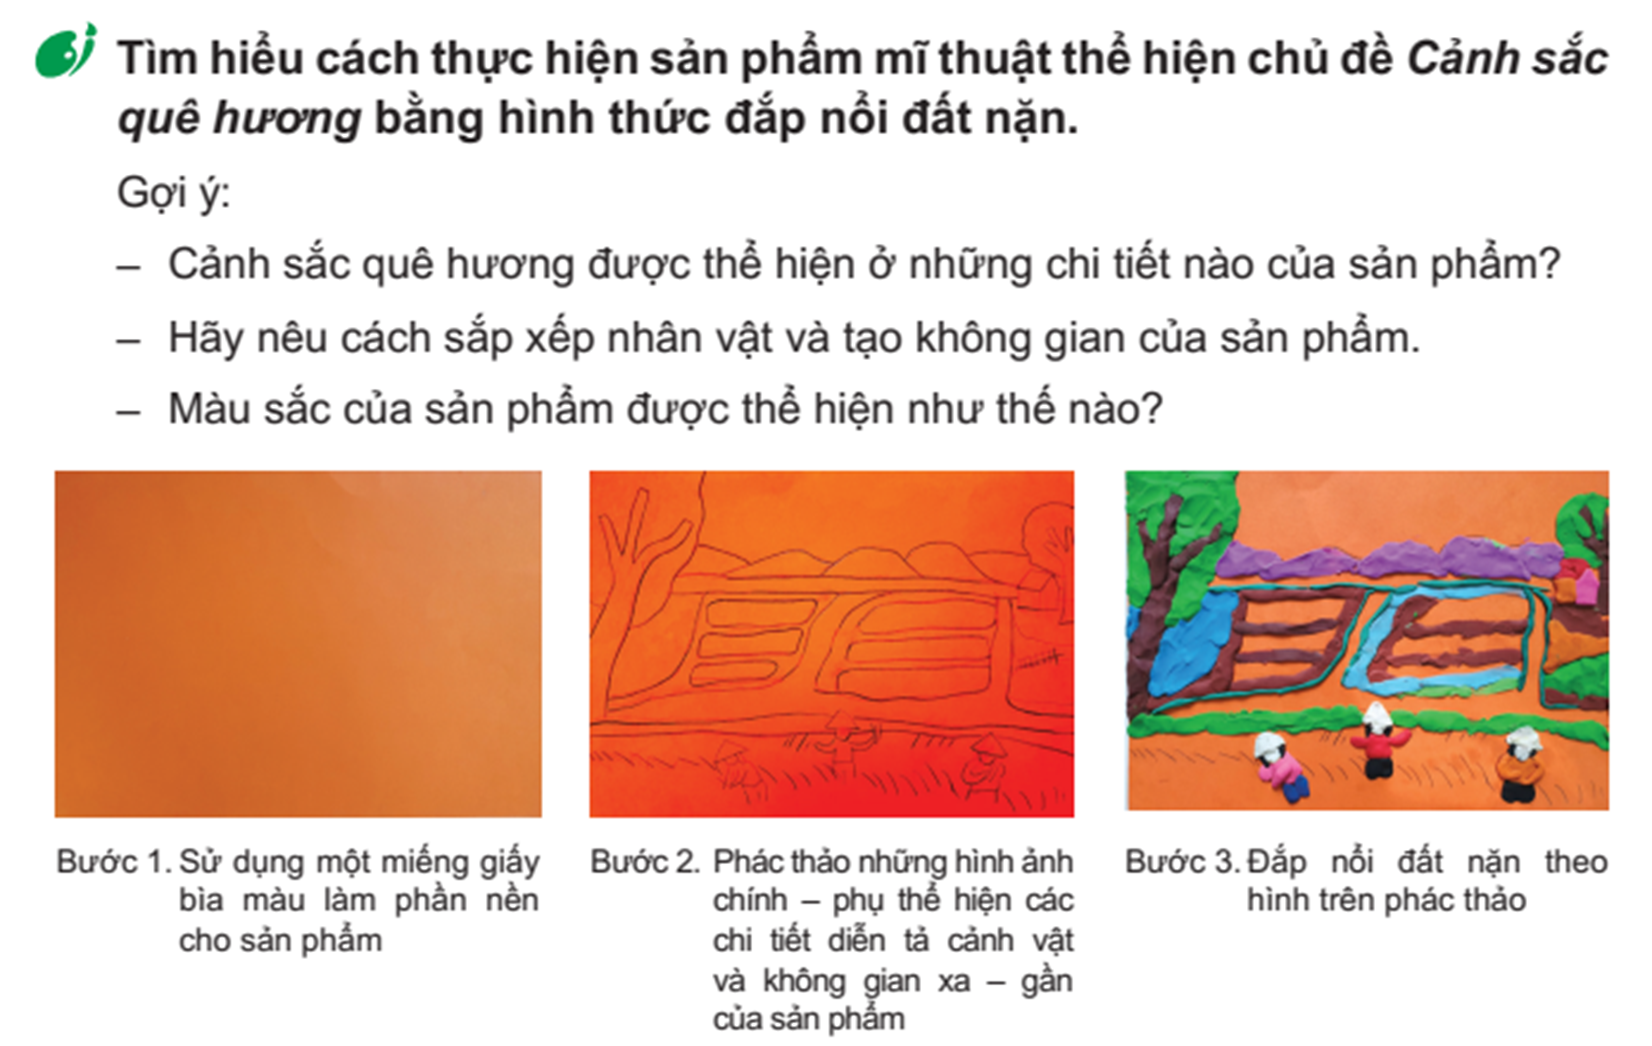 Tìm hiểu cách thực hiện sản phẩm mĩ thuật thể hiện chủ đề Cảnh sắc
quê hương bằng hình thức đắp nổi đất nặn.
Gợi ý:
– Cảnh sắc quê hương được thể hiện ở những chi tiết nào của sản phẩm?
– Hãy nêu cách sắp xếp nhân vật và tạo không gian của sản phẩm.
– Màu sắc của sản phẩm được thể hiện như thế nào?
Bước 1. Sử dụng một miếng giấy
bìa màu làm phần nền
cho sản phẩm
Bước 2. Phác thảo những hình ảnh
chính – phụ thể hiện các
chi tiết diễn tả cảnh vật
và không gian xa – gần
của sản phẩm
Bước 3. Đắp nổi đất nặn theo
hình trên phác thảo